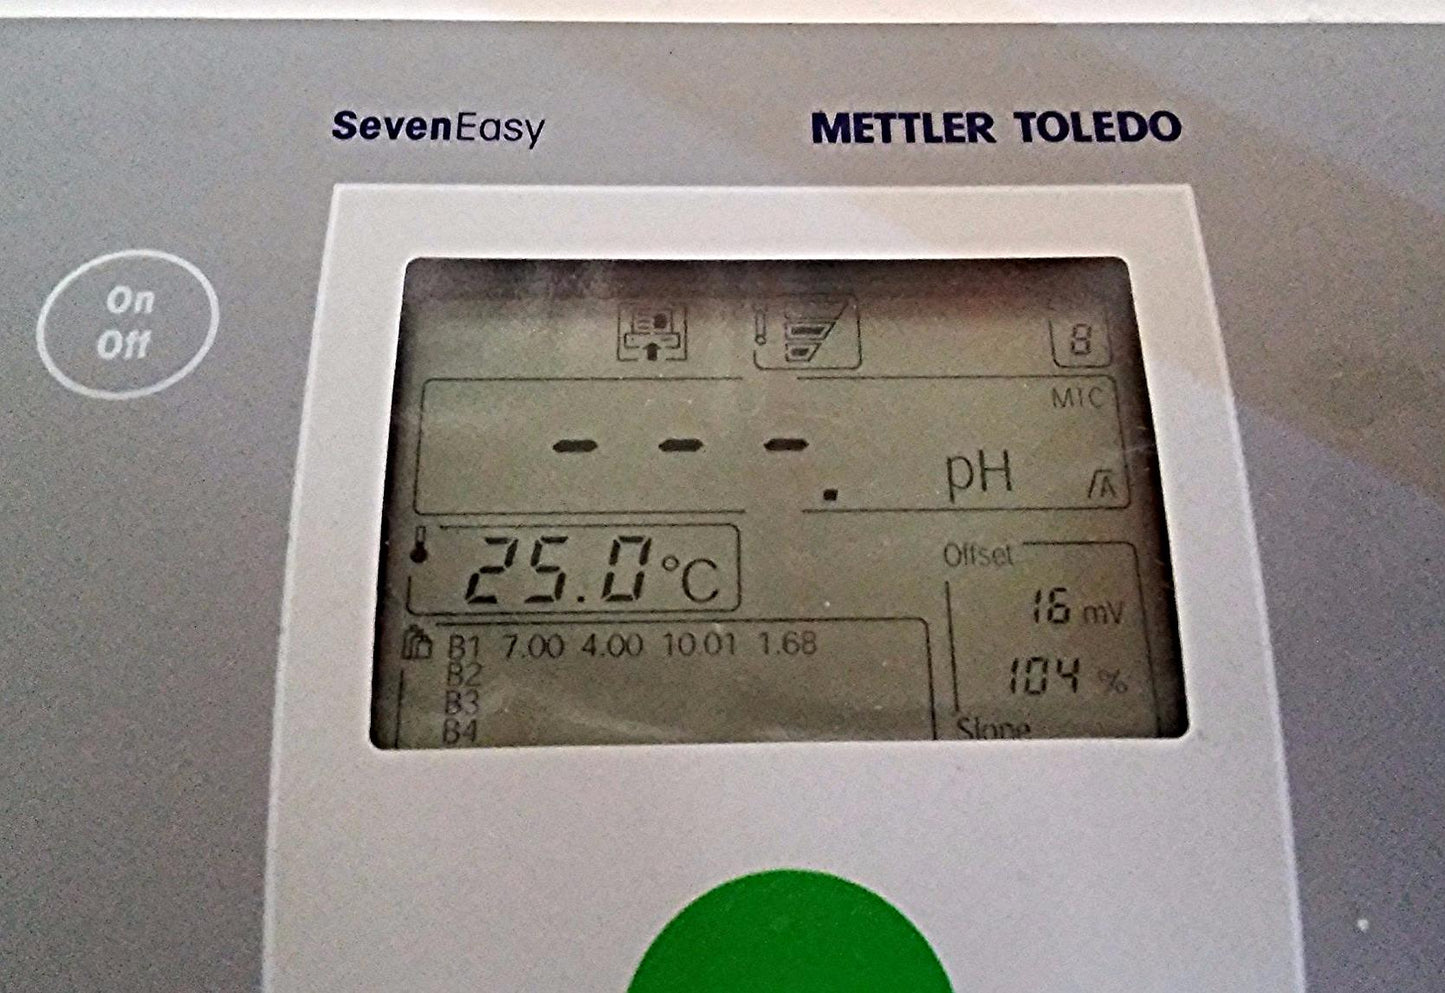 SevenEasy
METTLER TOLEDO
On
Off
8
MTC
- - -.
pH
A
25.0 °C
Offset
16 mV
104 %
Slope
B1 7.00 4.00 10.01 1.68
B2
B3
B4